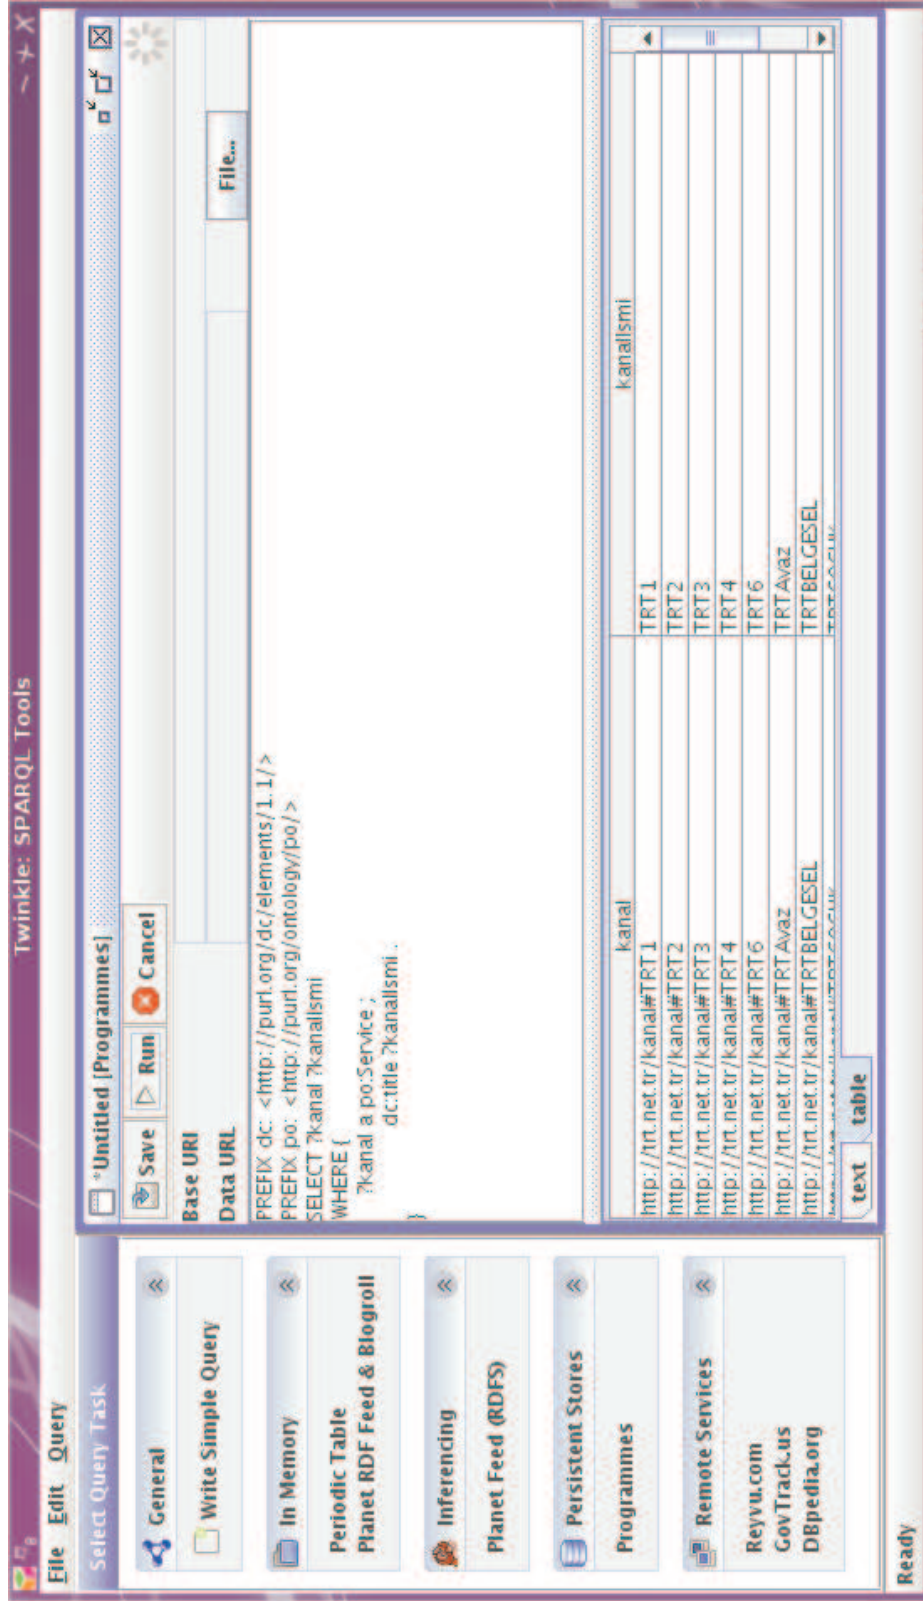 Twinkle: SPARQL Tools
File Edit Query
Select Query Task
General
Write Simple Query
In Memory
Periodic Table
Planet RDF Feed & Blogroll
Inferencing
Planet Feed (RDFS)
Persistent Stores
Programmes
Remote Services
Reyvu.com
GovTrack.us
DBpedia.org
*Untitled [Programmes]
Save Run Cancel
Base URI
Data URL File...
PREFIX dc: <http://purl.org/dc/elements/1.1/>
PREFIX po: <http://purl.org/ontology/po/>
SELECT ?kanal ?kanalIsmi
WHERE {
?kanal a po:Service ;
dc:title ?kanalIsmi .
}
kanal kanalIsmi
http://trt.net.tr/kanal#TRT1 TRT1
http://trt.net.tr/kanal#TRT2 TRT2
http://trt.net.tr/kanal#TRT3 TRT3
http://trt.net.tr/kanal#TRT4 TRT4
http://trt.net.tr/kanal#TRT6 TRT6
http://trt.net.tr/kanal#TRTAvaz TRTAvaz
http://trt.net.tr/kanal#TRTBELGESEL TRTBELGESEL
text table
Ready